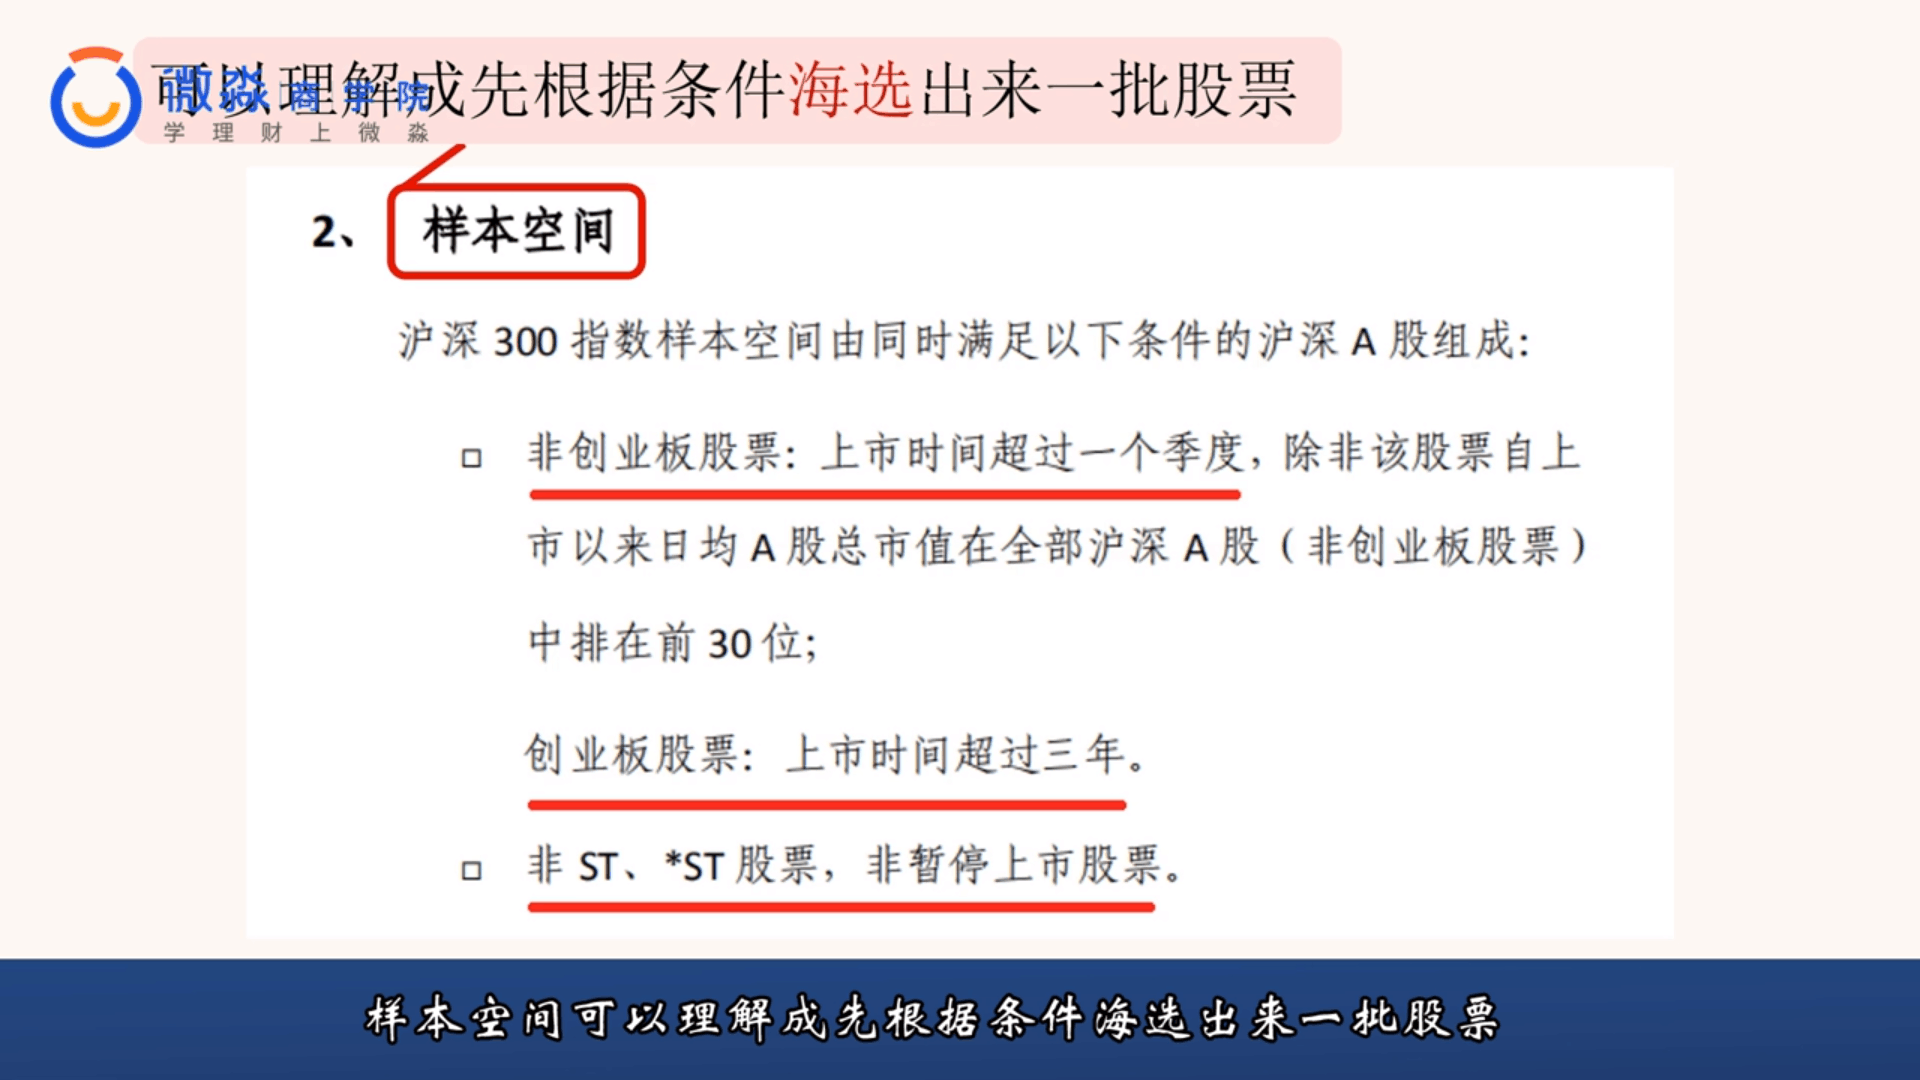 可以理解成先根据条件海选出来一批股票
微淼商学院
学理财上微淼
2、 样本空间
沪深 300 指数样本空间由同时满足以下条件的沪深 A 股组成：
□ 非创业板股票：上市时间超过一个季度，除非该股票自上
市以来日均 A 股总市值在全部沪深 A 股（非创业板股票）
中排在前 30 位；
创业板股票：上市时间超过三年。
□ 非 ST、*ST 股票，非暂停上市股票。
样本空间可以理解成先根据条件海选出来一批股票